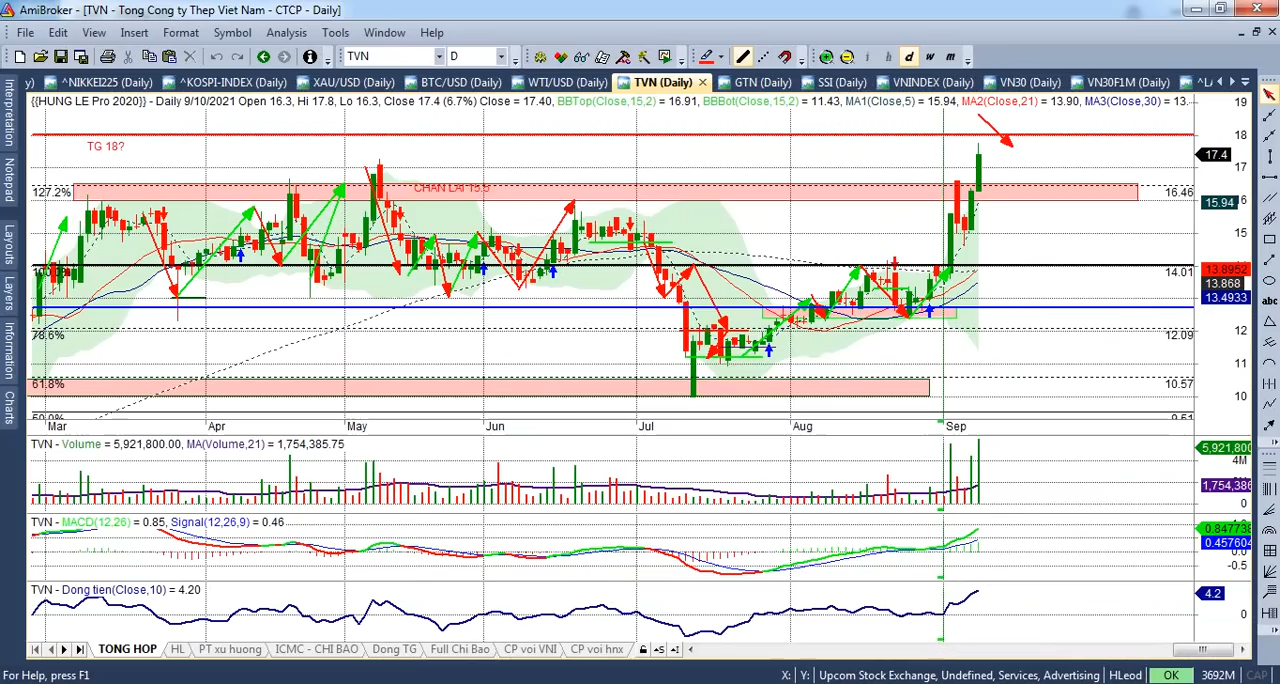 AmiBroker - [TVN - Tong Cong ty Thep Viet Nam - CTCP - Daily]
File Edit View Insert Format Symbol Analysis Tools Window Help
TVN D i h d w m
y) ^NIKKEI225 (Daily) ^KOSPI-INDEX (Daily) XAU/USD (Daily) BTC/USD (Daily) WTI/USD (Daily) TVN (Daily) GTN (Daily) SSI (Daily) VNINDEX (Daily) VN30 (Daily) VN30F1M (Daily) ^L
Interpretation
Notepad
Layouts
Layers
Information
Charts
{{HUNG LE Pro 2020}} - Daily 9/10/2021 Open 16.3, Hi 17.8, Lo 16.3, Close 17.4 (6.7%) Close = 17.40, BBTop(Close,15,2) = 16.91, BBBot(Close,15,2) = 11.43, MA1(Close,5) = 15.94, MA2(Close,21) = 13.90, MA3(Close,30) = 13.
19
18
TG 18?
17.4
17
127.2% CHAN LAI 15.5 16.46
16
15.94
15
100.0% 14.01
13.8952
13.868
13.4933
78.6% 12.09
12
11
61.8% 10.57
10
50.0% 9.51
Mar Apr May Jun Jul Aug Sep
TVN - Volume = 5,921,800.00, MA(Volume,21) = 1,754,385.75
5,921,800
4M
1,754,386
0
TVN - MACD(12,26) = 0.85, Signal(12,26,9) = 0.46
0.847738
0.457604
0.0
-0.5
TVN - Dong tien(Close,10) = 4.20
4.2
0
TONG HOP HL PT xu huong ICMC - CHI BAO Dong TG Full Chi Bao CP voi VNI CP voi hnx
For Help, press F1 X: Y: Upcom Stock Exchange, Undefined, Services, Advertising HLeod OK 3692M CAP
abc